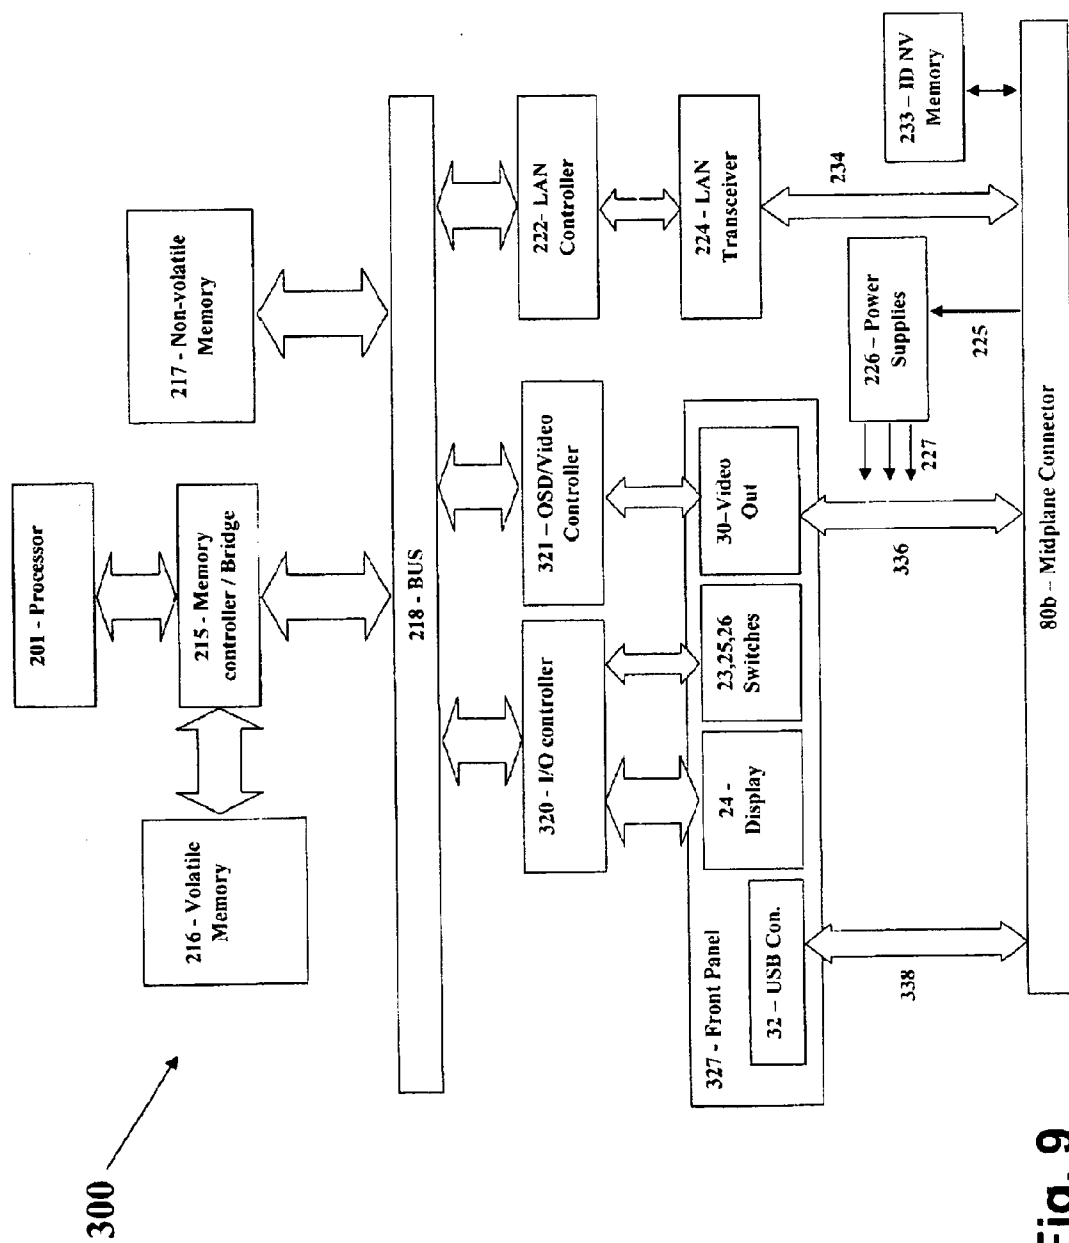 300
201 - Processor
216 - Volatile
Memory
215 - Memory
controller / Bridge
217 - Non-volatile
Memory
218 - BUS
320 - I/O controller
321 – OSD/Video
Controller
222- LAN
Controller
327 - Front Panel
32 – USB Con.
24 -
Display
23,25,26
Switches
30–Video
Out
224 - LAN
Transceiver
338
336
227
226 – Power
Supplies
225
234
233 – ID NV
Memory
80b – Midplane Connector
Fig. 9